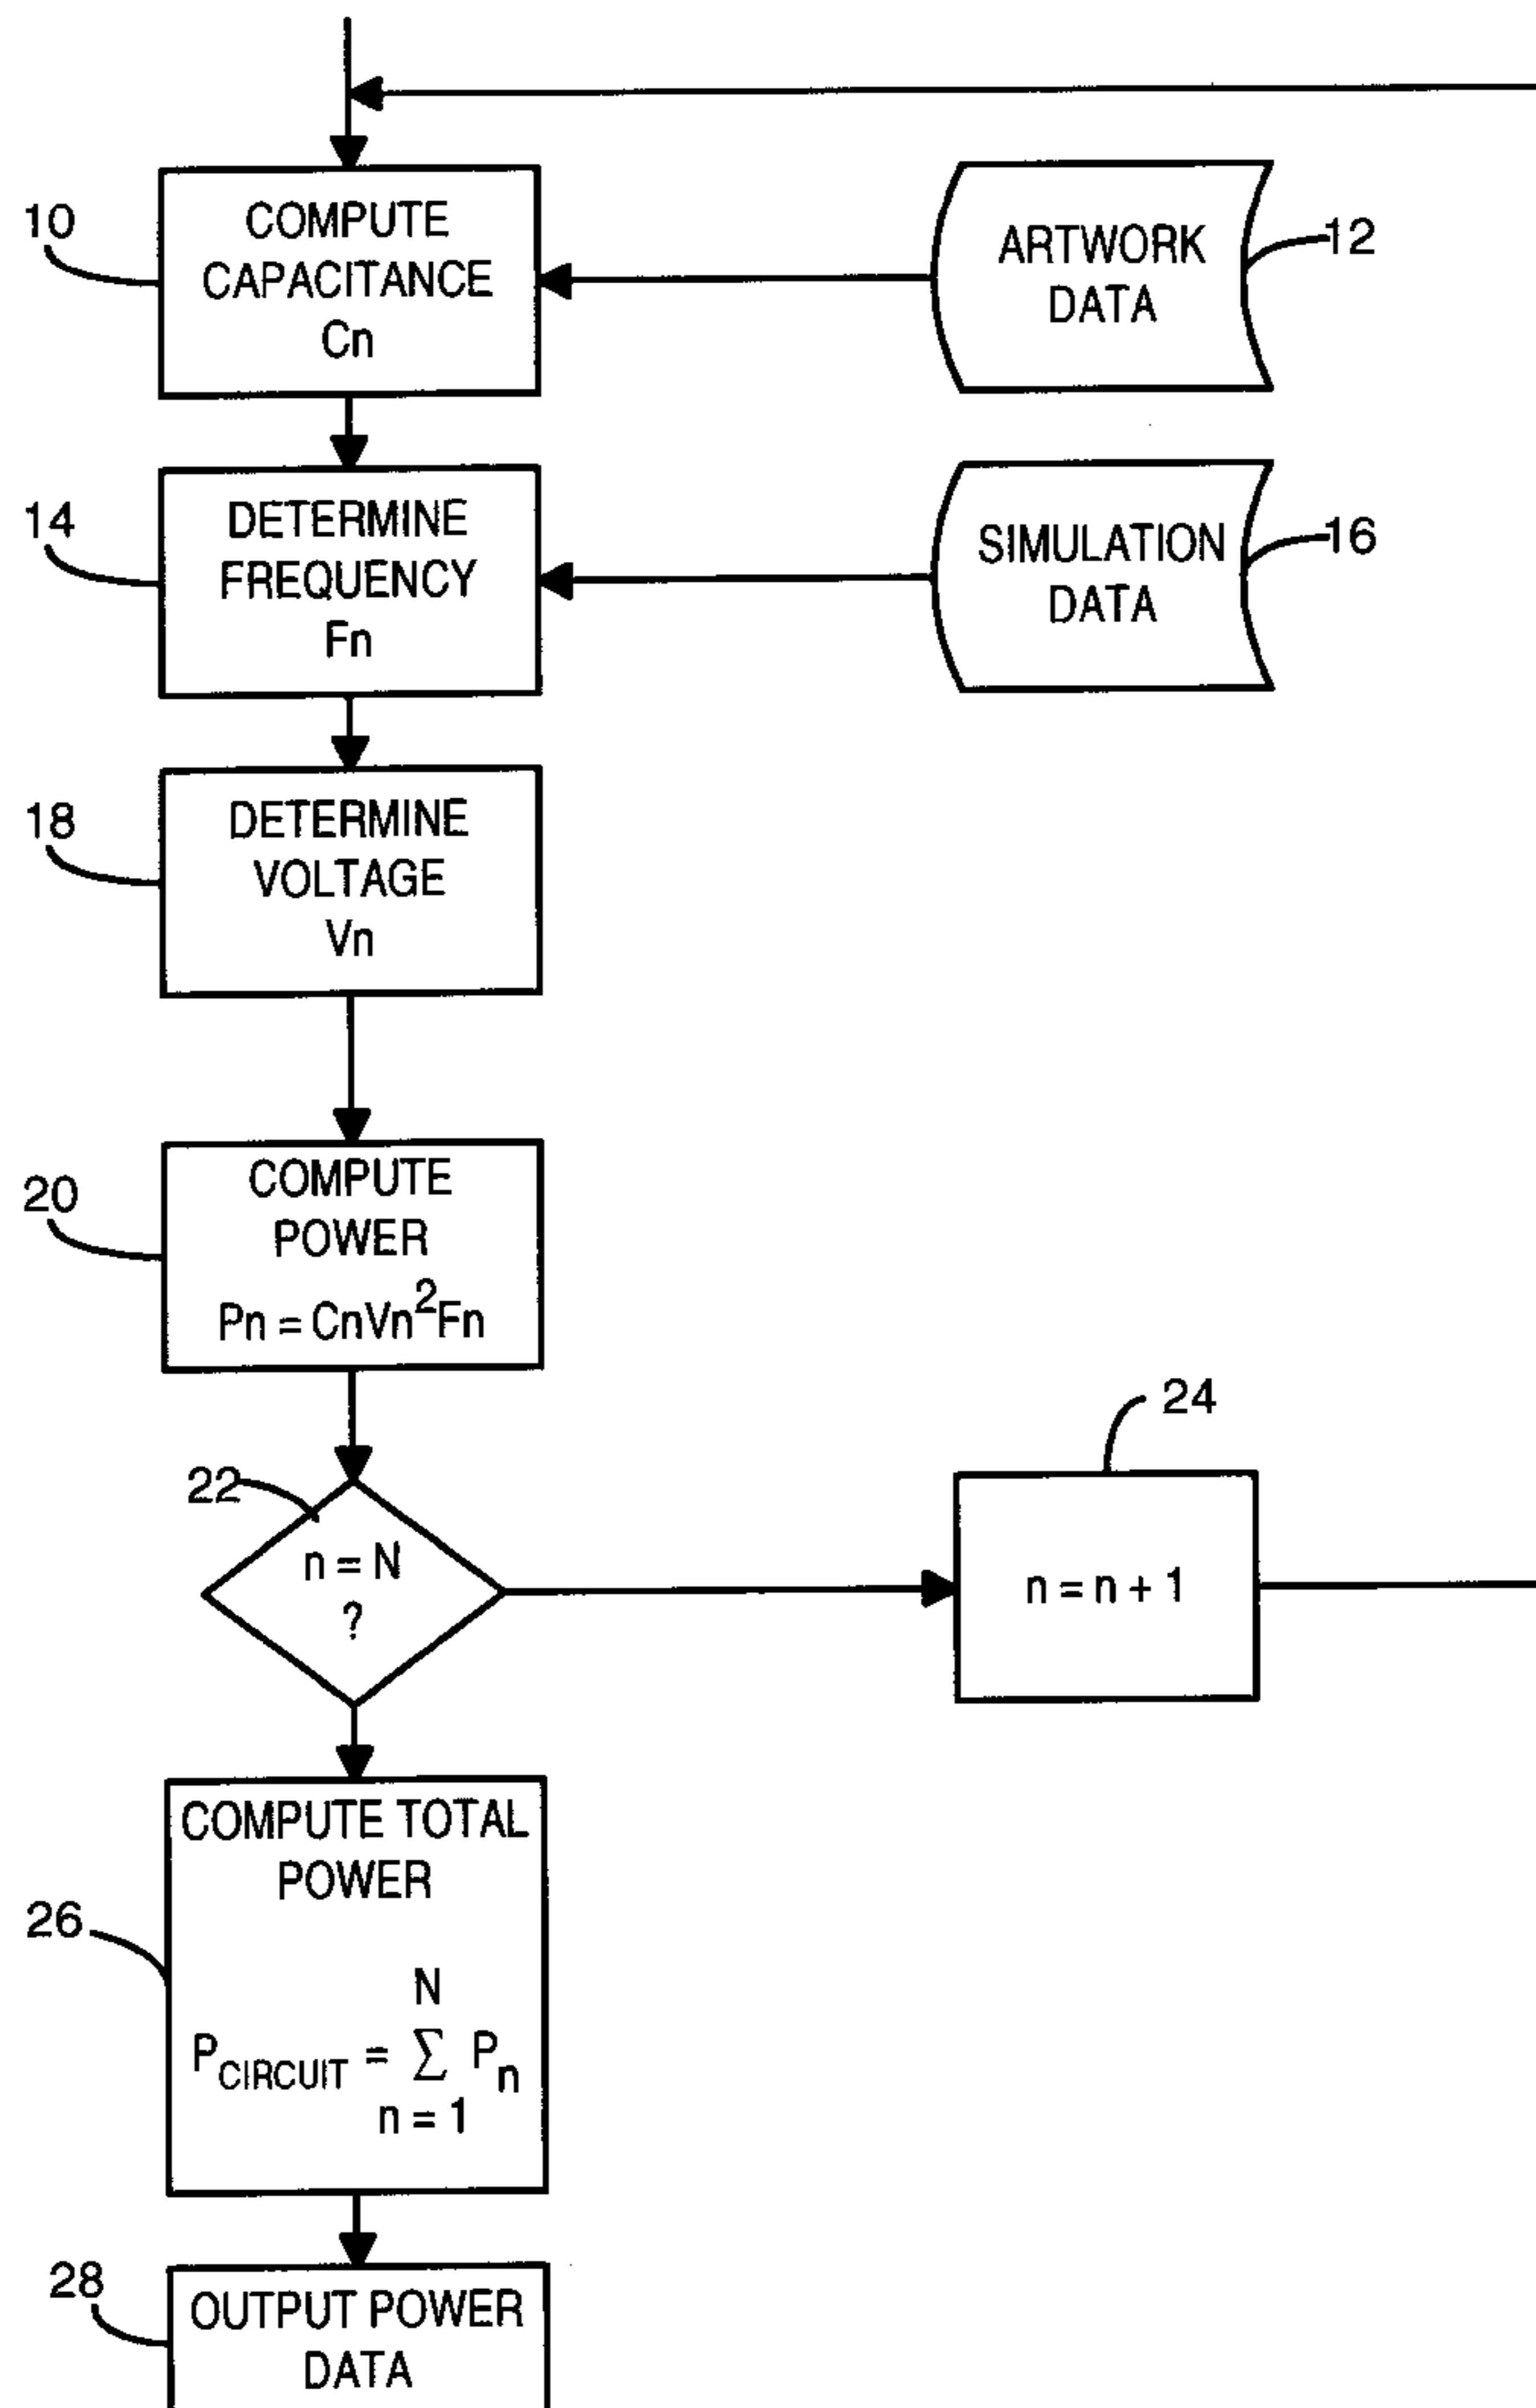 10
COMPUTE
CAPACITANCE
Cn
ARTWORK
DATA
12
14
DETERMINE
FREQUENCY
Fn
SIMULATION
DATA
16
18
DETERMINE
VOLTAGE
Vn
20
COMPUTE
POWER
Pn = CnVn²Fn
22
n = N
?
24
n = n + 1
26
COMPUTE TOTAL
POWER
N
P CIRCUIT = Σ Pn
n = 1
28
OUTPUT POWER
DATA